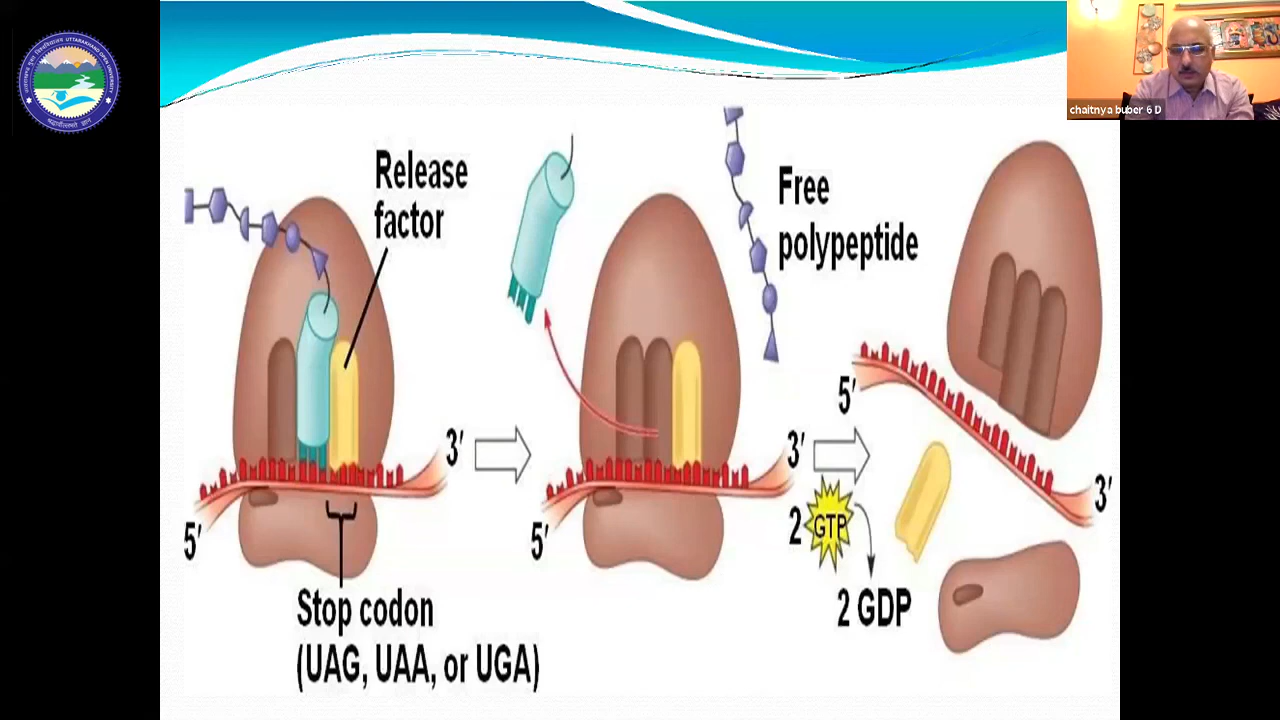 Release
factor
Free
polypeptide
3'
5'
3'
5'
5'
3'
2 GTP
2 GDP
Stop codon
(UAG, UAA, or UGA)
chaitnya buber 6 D